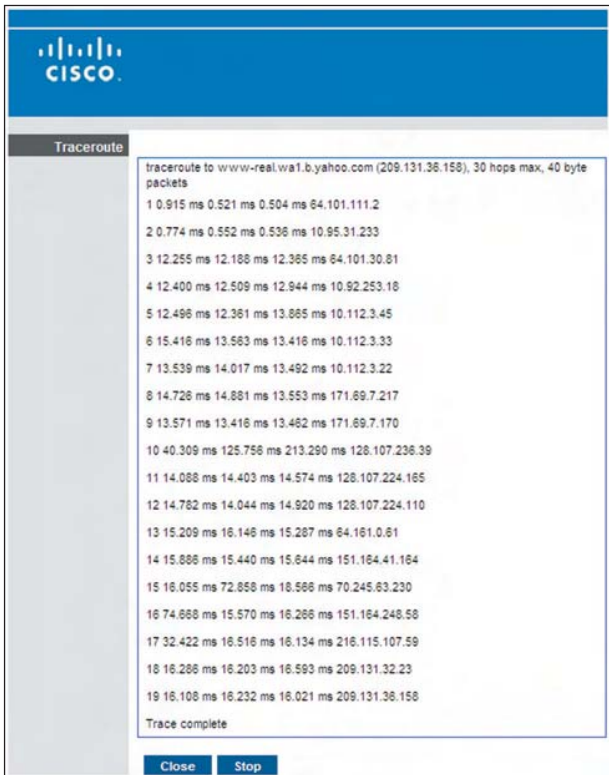 CISCO.
Traceroute
traceroute to www-real.wa1.b.yahoo.com (209.131.36.158), 30 hops max, 40 byte
packets
1 0.915 ms 0.521 ms 0.504 ms 64.101.111.2
2 0.774 ms 0.552 ms 0.536 ms 10.95.31.233
3 12.255 ms 12.188 ms 12.365 ms 64.101.30.81
4 12.400 ms 12.509 ms 12.944 ms 10.92.253.18
5 12.496 ms 12.361 ms 13.865 ms 10.112.3.45
6 15.416 ms 13.563 ms 13.416 ms 10.112.3.33
7 13.539 ms 14.017 ms 13.492 ms 10.112.3.22
8 14.726 ms 14.881 ms 13.553 ms 171.69.7.217
9 13.571 ms 13.416 ms 13.462 ms 171.69.7.170
10 40.309 ms 125.756 ms 213.290 ms 128.107.236.39
11 14.088 ms 14.403 ms 14.574 ms 128.107.224.165
12 14.782 ms 14.044 ms 14.920 ms 128.107.224.110
13 15.209 ms 16.146 ms 15.287 ms 64.161.0.61
14 15.886 ms 15.440 ms 15.644 ms 151.164.41.164
15 16.055 ms 72.858 ms 18.566 ms 70.245.63.230
16 74.668 ms 15.570 ms 16.266 ms 151.164.248.58
17 32.422 ms 16.516 ms 16.134 ms 216.115.107.59
18 16.286 ms 16.203 ms 16.593 ms 209.131.32.23
19 16.108 ms 16.232 ms 16.021 ms 209.131.36.158
Trace complete
Close Stop